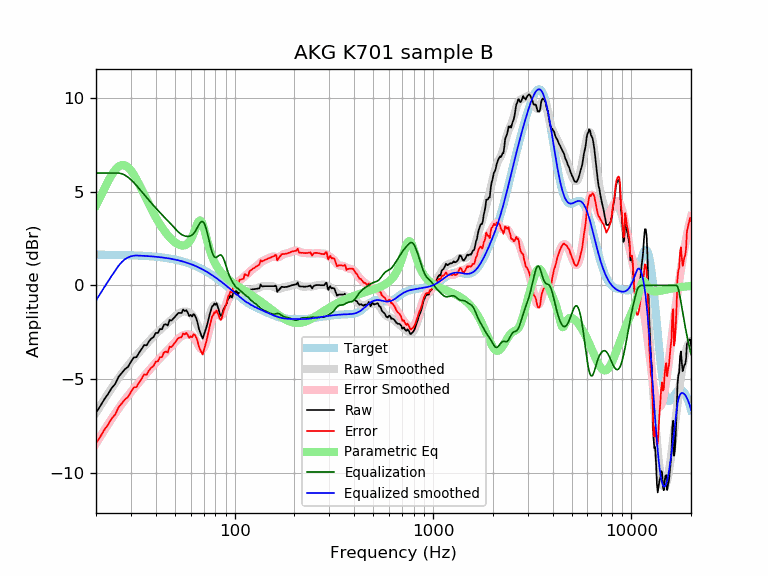 AKG K701 sample B
Amplitude (dBr)
10
5
0
−5
−10
Target
Raw Smoothed
Error Smoothed
Raw
Error
Parametric Eq
Equalization
Equalized smoothed
100
1000
10000
Frequency (Hz)